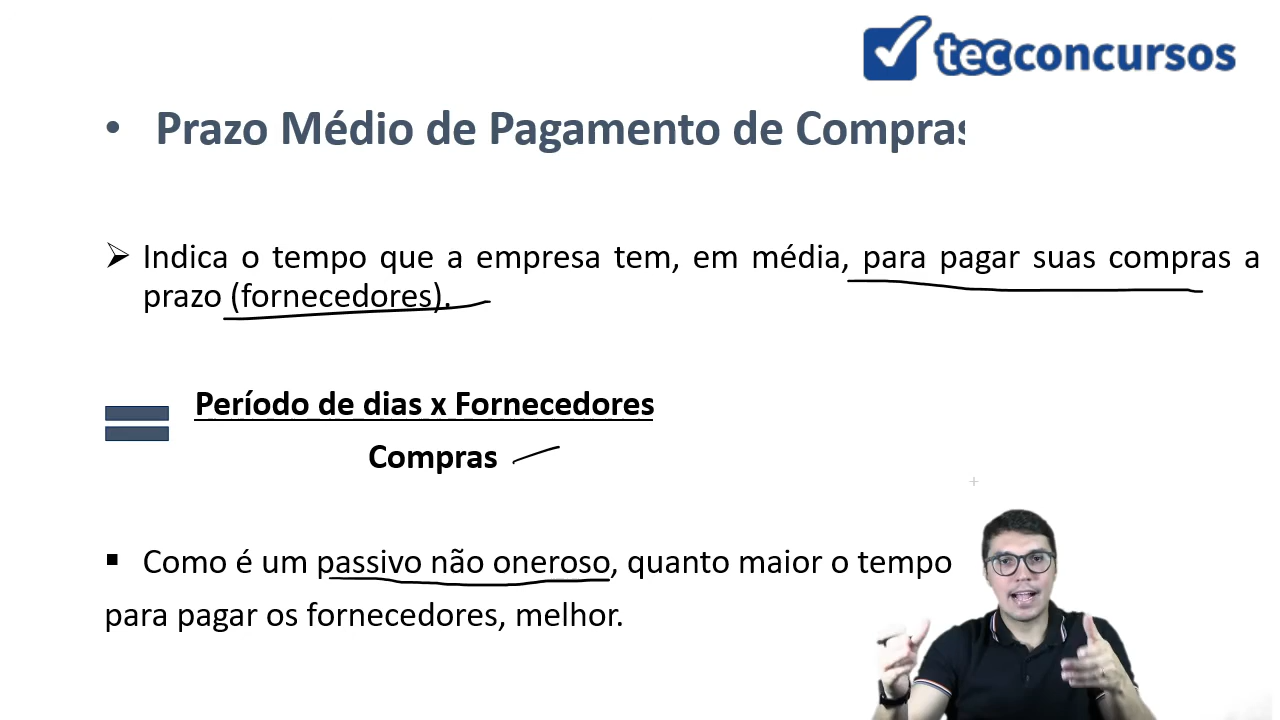 tecconcursos
• Prazo Médio de Pagamento de Compras
➢ Indica o tempo que a empresa tem, em média, para pagar suas compras a
prazo (fornecedores).
Período de dias x Fornecedores
Compras
▪ Como é um passivo não oneroso, quanto maior o tempo
para pagar os fornecedores, melhor.